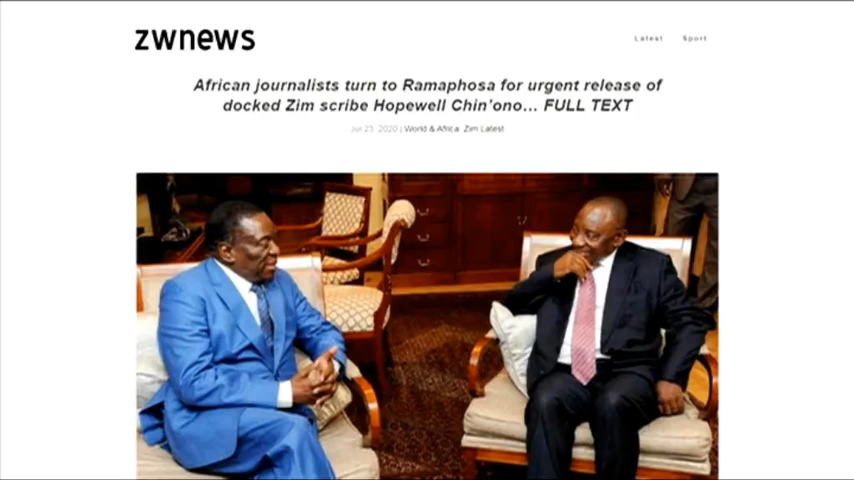 zwnews
Latest Sport
African journalists turn to Ramaphosa for urgent release of
docked Zim scribe Hopewell Chin'ono... FULL TEXT
Jul 23, 2020 | World & Africa, Zim Latest